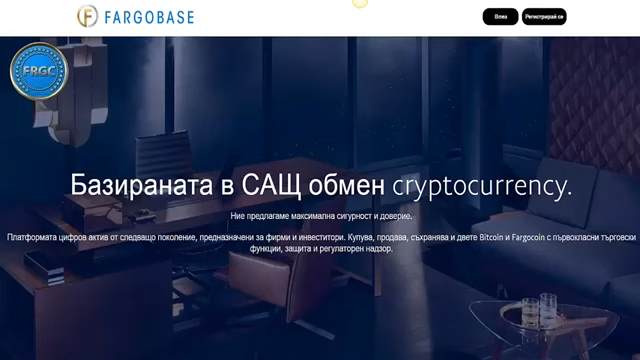 FARGOBASE
Влез
Регистрирай се
FRGC
Базираната в САЩ обмен cryptocurrency.
Ние предлагаме максимална сигурност и доверие.
Платформата цифров актив от следващо поколение, предназначени за фирми и инвеститори. Купува, продава, съхранява и двете Bitcoin и Fargocoin с първокласни търговски
функции, защита и регулаторен надзор.